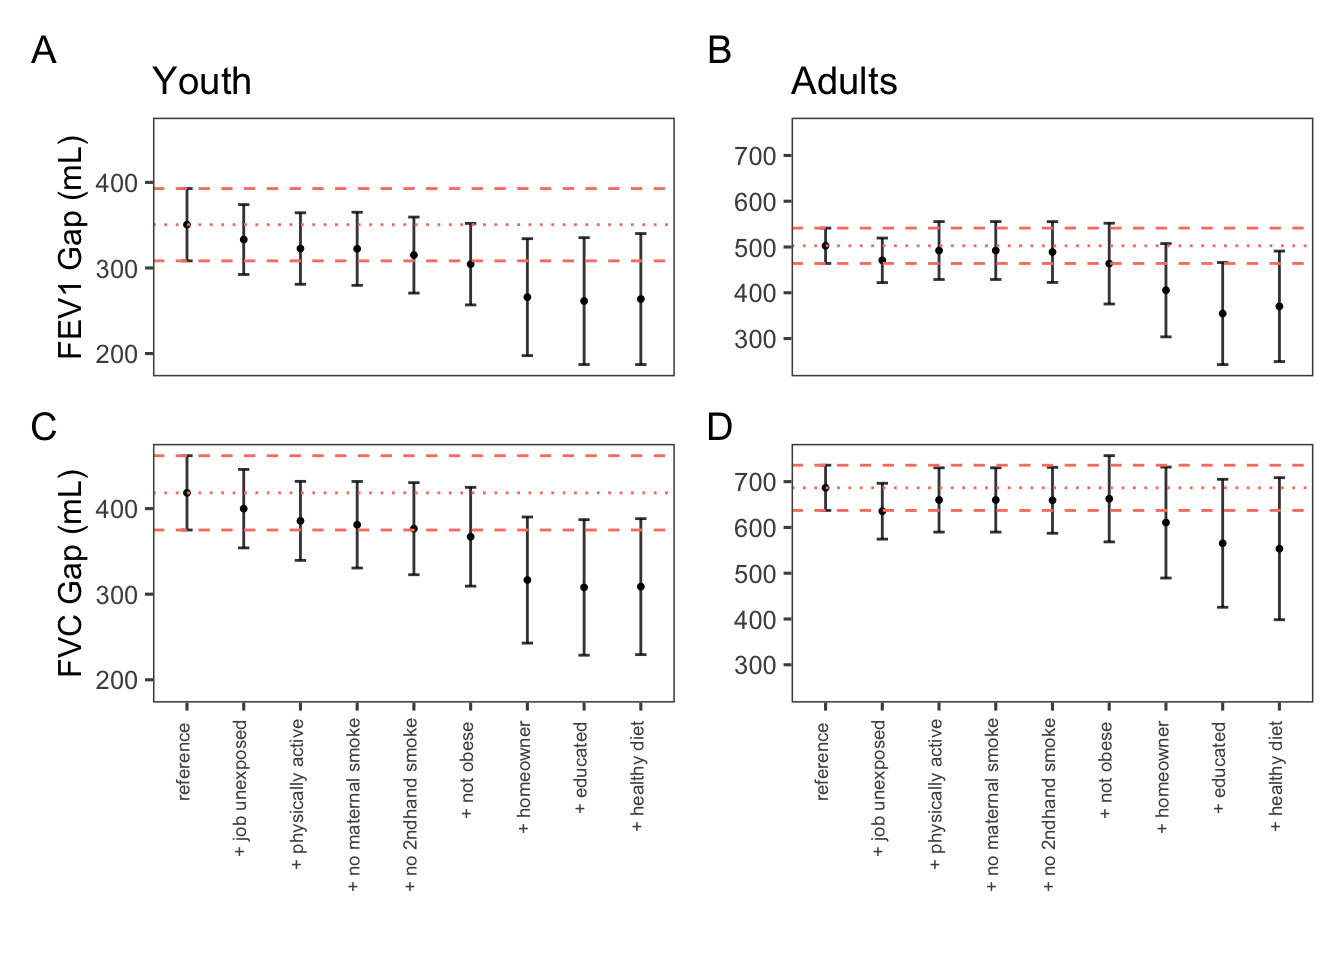 A
Youth
FEV1 Gap (mL)
400
300
200
B
Adults
700
600
500
400
300
C
FVC Gap (mL)
400
300
200
reference
+ job unexposed
+ physically active
+ no maternal smoke
+ no 2ndhand smoke
+ not obese
+ homeowner
+ educated
+ healthy diet
D
700
600
500
400
300
reference
+ job unexposed
+ physically active
+ no maternal smoke
+ no 2ndhand smoke
+ not obese
+ homeowner
+ educated
+ healthy diet